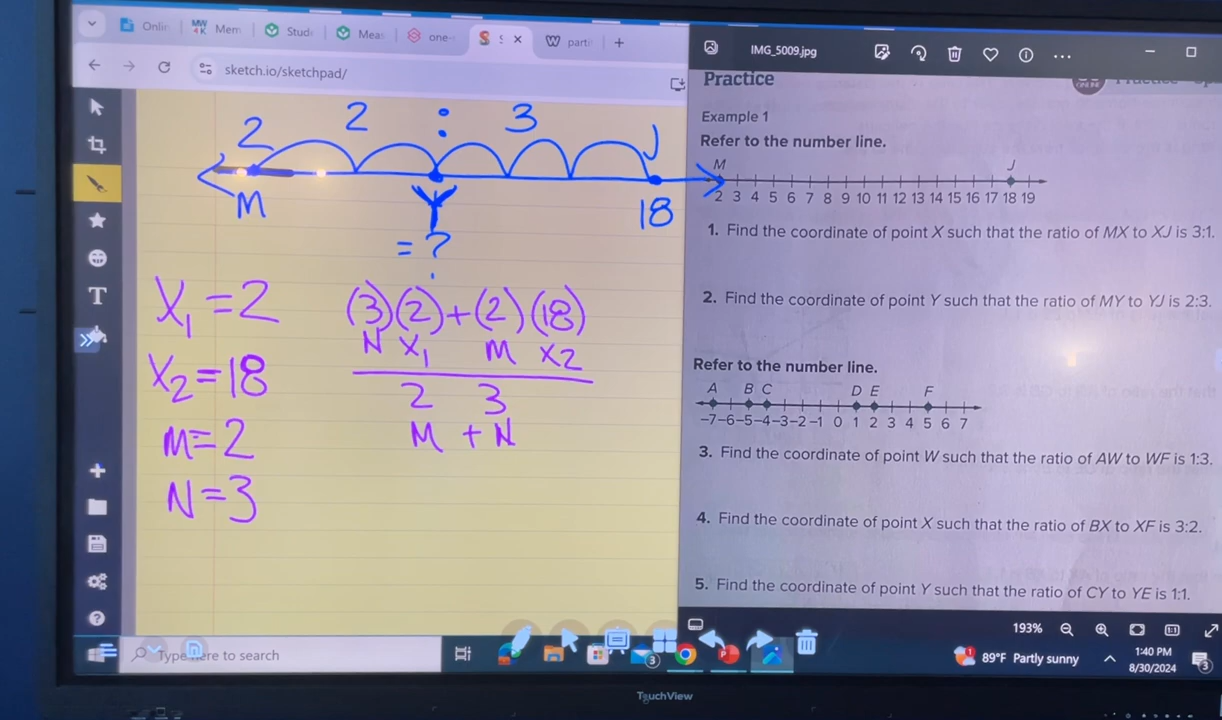 Onlin
Mem
Stud
Meas
one-
S
parti
IMG_5009.jpg
sketch.io/sketchpad/
2
2 : 3
J
M
Y
18
= ?
X₁ = 2
X₂ = 18
M = 2
N = 3
(3)(2)+(2)(18)
N X₁ M X2
2 3
M + N
Practice
Example 1
Refer to the number line.
M J
2 3 4 5 6 7 8 9 10 11 12 13 14 15 16 17 18 19
1. Find the coordinate of point X such that the ratio of MX to XJ is 3:1.
2. Find the coordinate of point Y such that the ratio of MY to YJ is 2:3.
Refer to the number line.
A B C D E F
-7-6-5-4-3-2-1 0 1 2 3 4 5 6 7
3. Find the coordinate of point W such that the ratio of AW to WF is 1:3.
4. Find the coordinate of point X such that the ratio of BX to XF is 3:2.
5. Find the coordinate of point Y such that the ratio of CY to YE is 1:1.
193%
Type here to search
89°F Partly sunny
1:40 PM
8/30/2024
TouchView